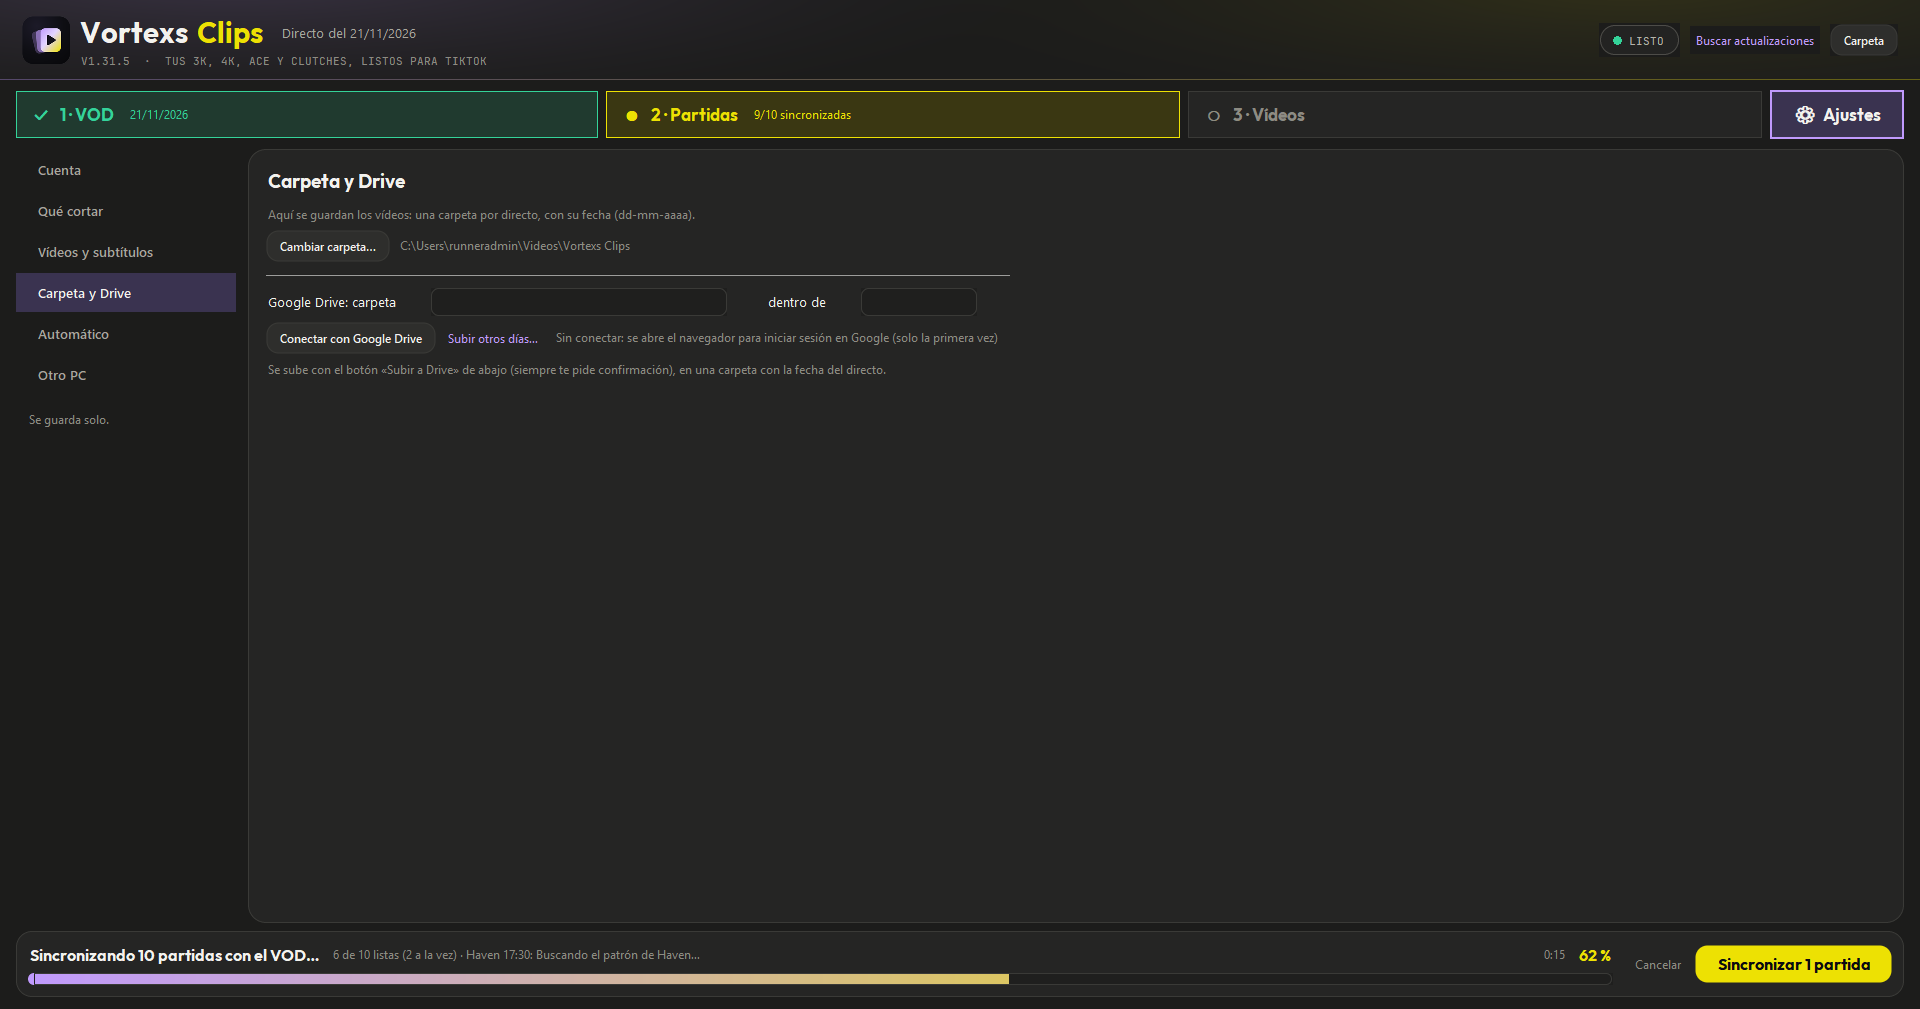 Vortexs Clips Directo del 21/11/2026
V1.31.5 · TUS 3K, 4K, ACE Y CLUTCHES, LISTOS PARA TIKTOK
LISTO
Buscar actualizaciones
Carpeta
1·VOD 21/11/2026
2·Partidas 9/10 sincronizadas
3·Vídeos
Ajustes
Cuenta
Qué cortar
Vídeos y subtítulos
Carpeta y Drive
Automático
Otro PC
Se guarda solo.
Carpeta y Drive
Aquí se guardan los vídeos: una carpeta por directo, con su fecha (dd-mm-aaaa).
Cambiar carpeta... C:\Users\runneradmin\Videos\Vortexs Clips
Google Drive: carpeta dentro de
Conectar con Google Drive Subir otros días... Sin conectar: se abre el navegador para iniciar sesión en Google (solo la primera vez)
Se sube con el botón «Subir a Drive» de abajo (siempre te pide confirmación), en una carpeta con la fecha del directo.
Sincronizando 10 partidas con el VOD... 6 de 10 listas (2 a la vez) · Haven 17:30: Buscando el patrón de Haven... 0:15 62 %
Cancelar
Sincronizar 1 partida